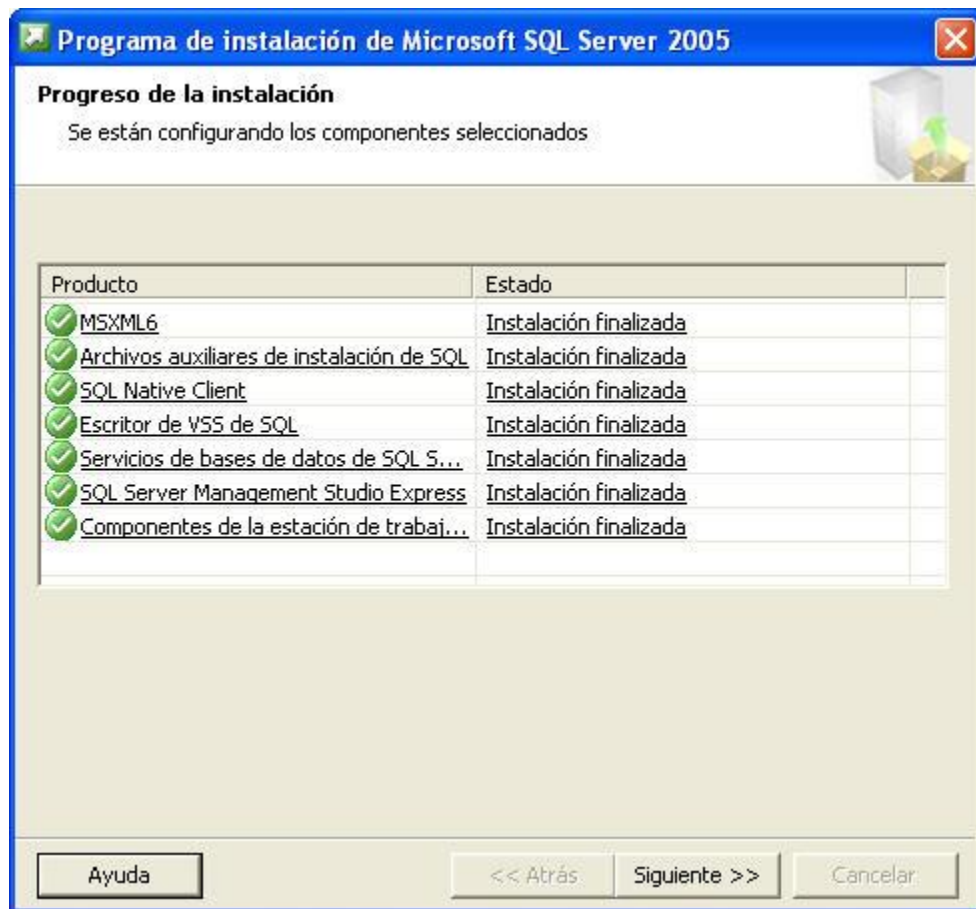 Programa de instalación de Microsoft SQL Server 2005
Progreso de la instalación
Se están configurando los componentes seleccionados
Producto Estado
MSXML6 Instalación finalizada
Archivos auxiliares de instalación de SQL Instalación finalizada
SQL Native Client Instalación finalizada
Escritor de VSS de SQL Instalación finalizada
Servicios de bases de datos de SQL S... Instalación finalizada
SQL Server Management Studio Express Instalación finalizada
Componentes de la estación de trabaj... Instalación finalizada
Ayuda << Atrás Siguiente >> Cancelar